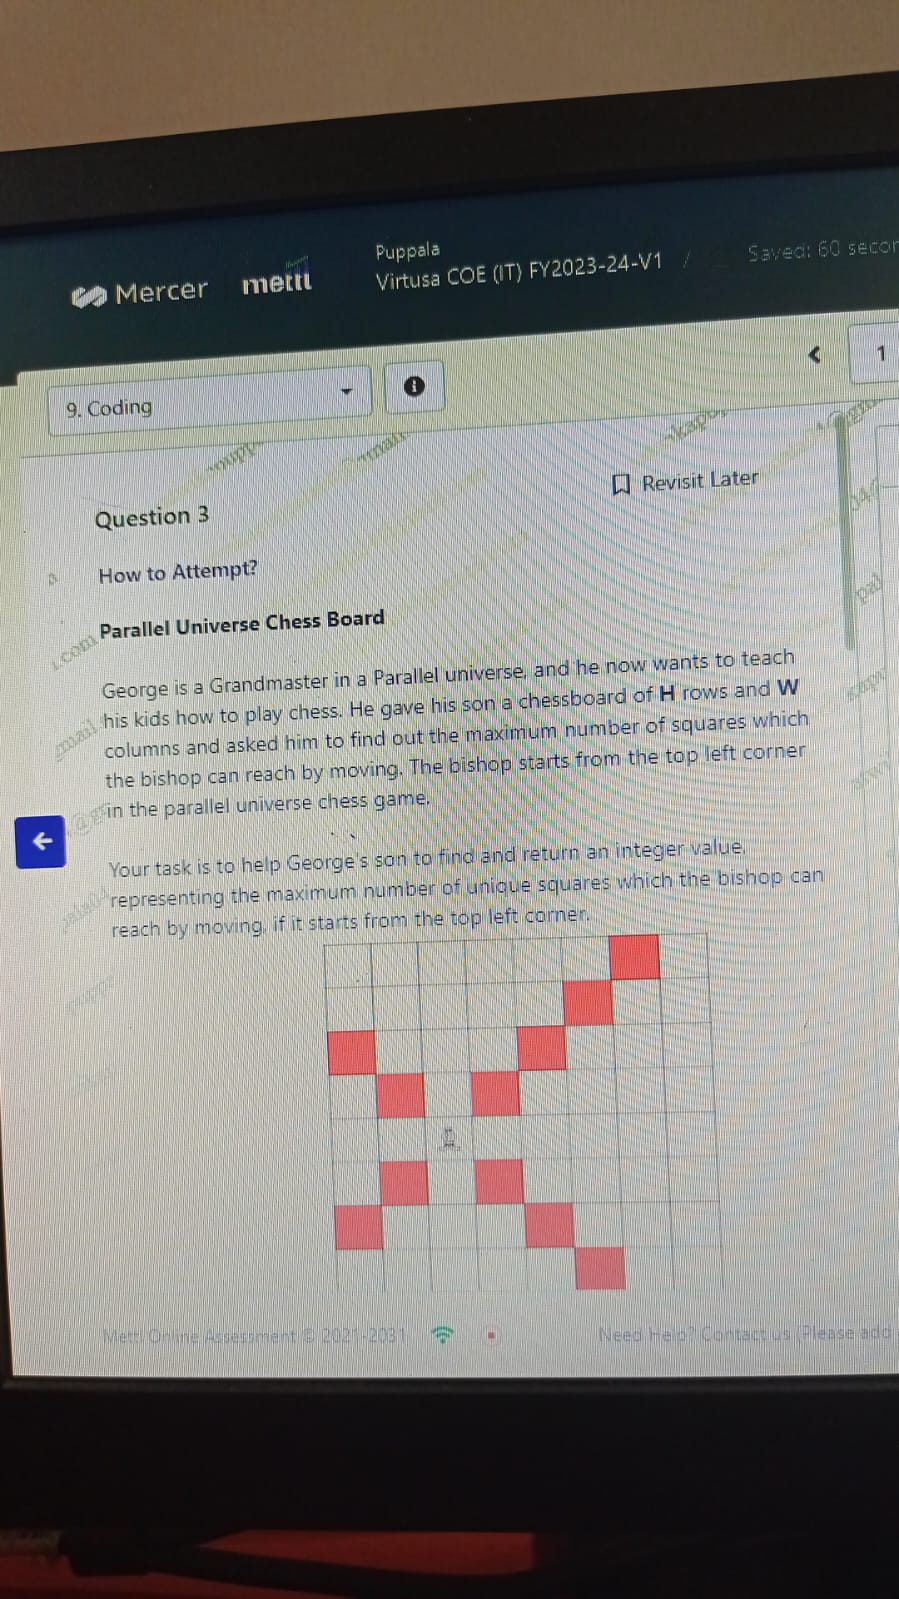 Puppala
Mercer mettl Virtusa COE (IT) FY2023-24-V1 / Saved: 60
9. Coding
1
Revisit Later
Question 3
How to Attempt?
Parallel Universe Chess Board
George is a Grandmaster in a Parallel universe, and he now wants to teach
his kids how to play chess. He gave his son a chessboard of H rows and W
columns and asked him to find out the maximum number of squares which
the bishop can reach by moving. The bishop starts from the top left corner
in the parallel universe chess game.
Your task is to help George's son to find and return an integer value,
representing the maximum number of unique squares which the bishop can
reach by moving, if it starts from the top left corner.
Mettl Online Assessment © 2021-2031 Need Help? Contact us (Please add